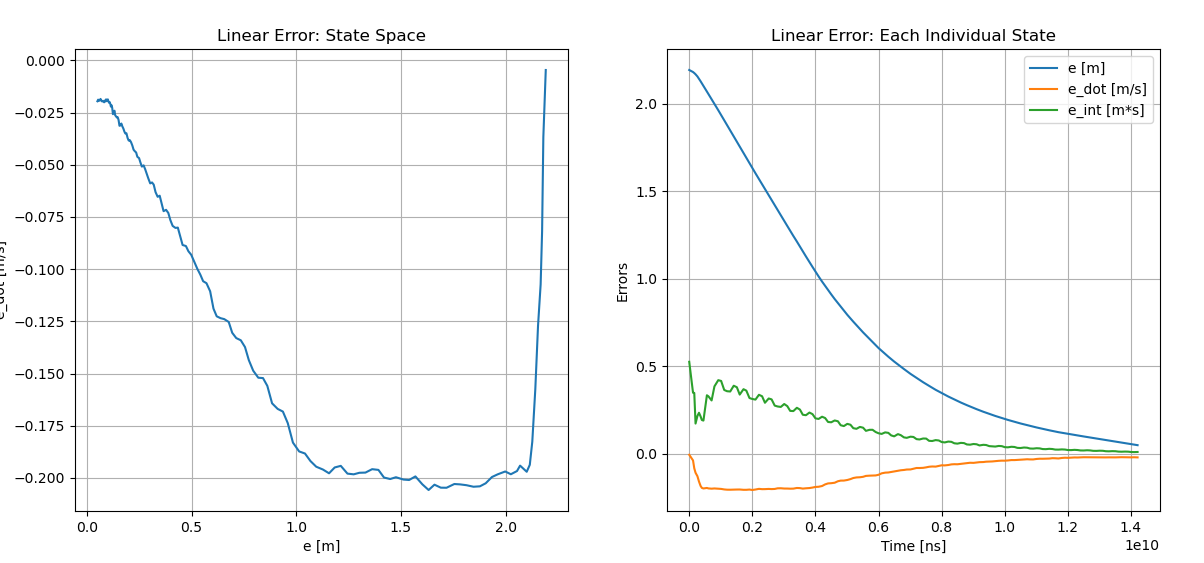 Linear Error: State Space
0.000
−0.025
−0.050
−0.075
−0.100
−0.125
−0.150
−0.175
−0.200
e_dot [m/s]
0.0
0.5
1.0
1.5
2.0
e [m]
Linear Error: Each Individual State
e [m]
e_dot [m/s]
e_int [m*s]
2.0
1.5
1.0
0.5
0.0
Errors
0.0
0.2
0.4
0.6
0.8
1.0
1.2
1.4
1e10
Time [ns]